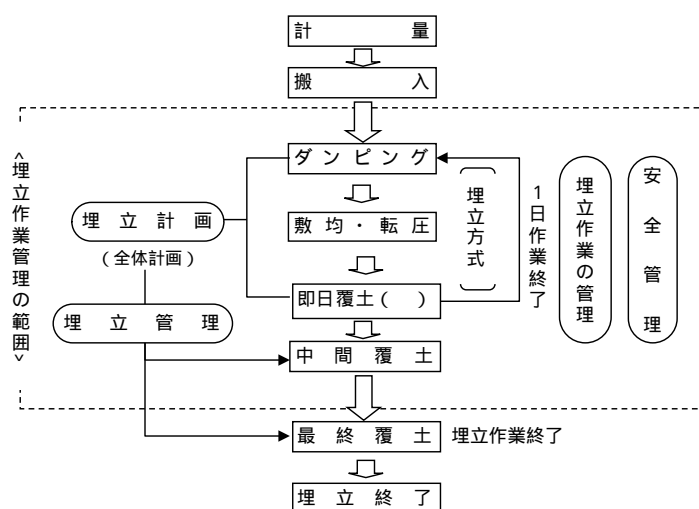 計量
搬入
<埋立作業管理の範囲>
ダンピング
敷均・転圧
即日覆土( )
中間覆土
最終覆土
埋立作業終了
埋立終了
埋立計画
(全体計画)
埋立管理
埋立方式
1日作業終了
埋立作業の管理
安全管理